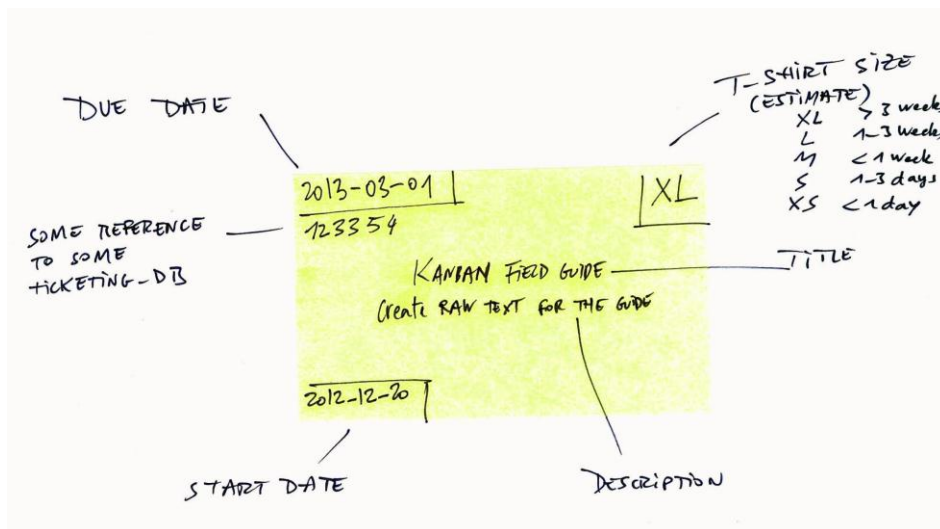 DUE DATE
T-SHIRT SIZE
(ESTIMATE)
XL > 3 week
L 1-3 week
M < 1 week
S 1-3 days
XS < 1 day
2013-03-01
XL
123354
SOME REFERENCE
TO SOME
TICKETING-DB
KANBAN FIELD GUIDE
TITLE
Create RAW TEXT FOR THE GUIDE
2012-12-20
START DATE
DESCRIPTION